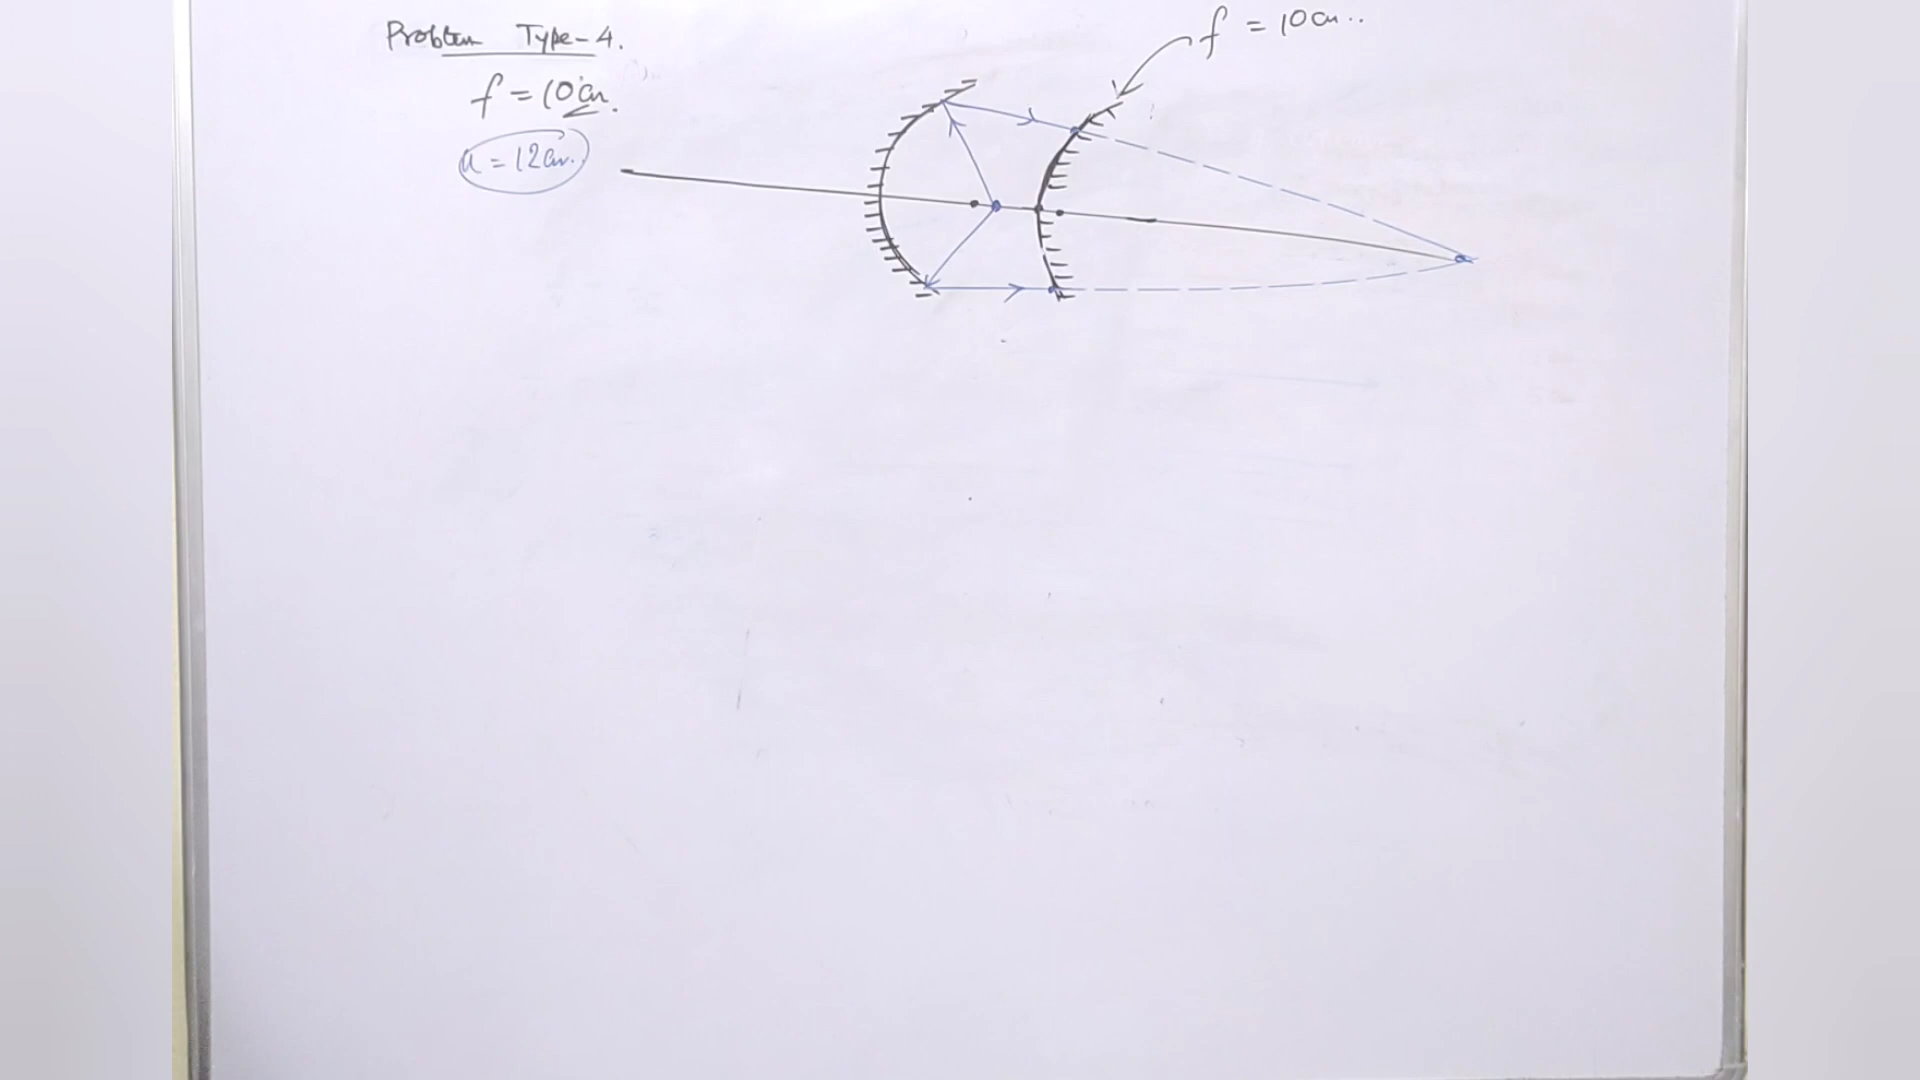 Problem Type-4.
f = 10cm..
f = 10cm.
u = 12cm.